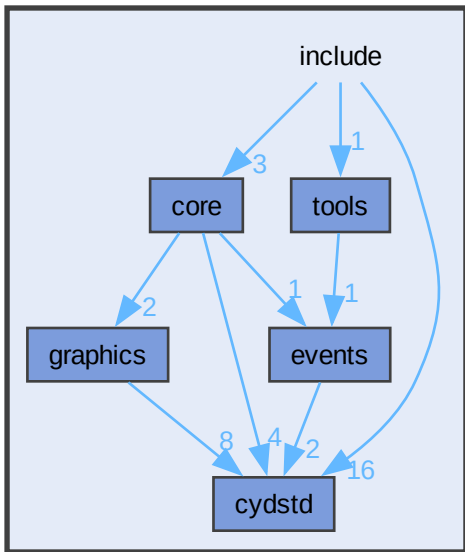 include
1
3
core
tools
1
1
2
graphics
events
8
4
2
16
cydstd